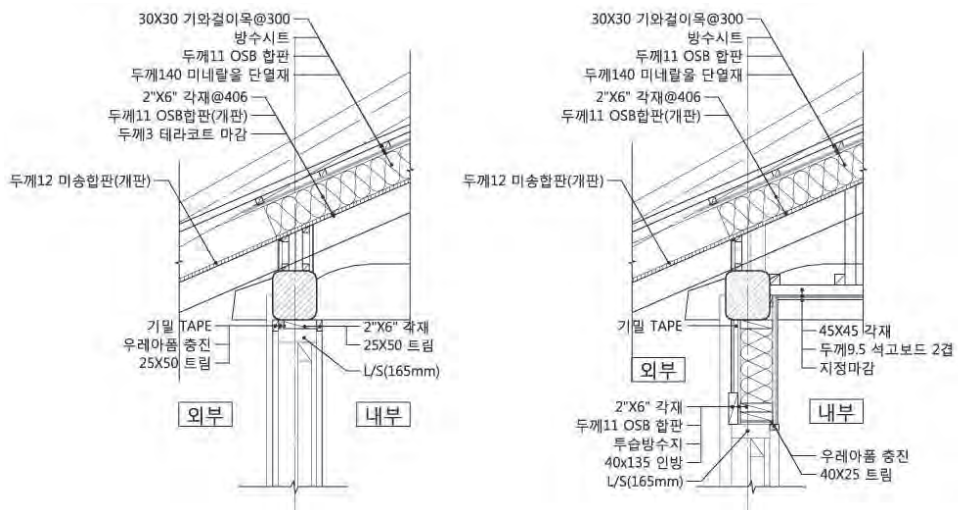 30X30 기와걸이목@300
방수시트
두께11 OSB 합판
두께140 미네랄울 단열재
2"X6" 각재@406
두께11 OSB합판(개판)
두께3 테라코트 마감
두께12 미송합판(개판)
기밀 TAPE
우레아폼 충진
25X50 트림
2"X6" 각재
25X50 트림
L/S(165mm)
외부
내부
30X30 기와걸이목@300
방수시트
두께11 OSB 합판
두께140 미네랄울 단열재
2"X6" 각재@406
두께11 OSB합판(개판)
두께12 미송합판(개판)
기밀 TAPE
45X45 각재
두께9.5 석고보드 2겹
지정마감
외부
내부
2"X6" 각재
두께11 OSB 합판
투습방수지
40x135 인방
L/S(165mm)
우레아폼 충진
40X25 트림